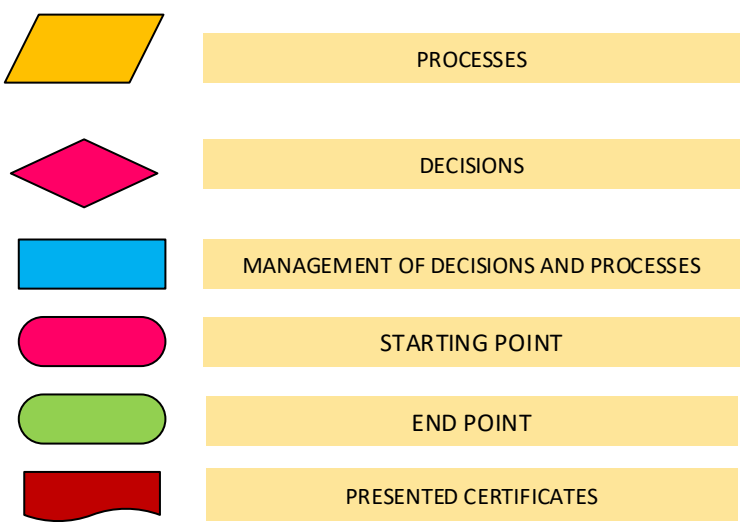 PROCESSES
DECISIONS
MANAGEMENT OF DECISIONS AND PROCESSES
STARTING POINT
END POINT
PRESENTED CERTIFICATES